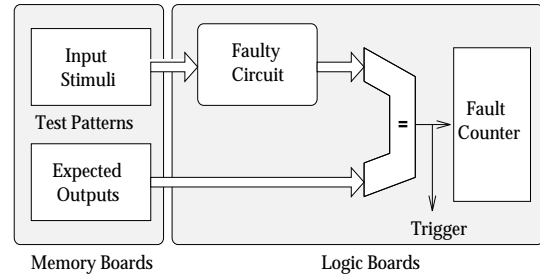 Input
Stimuli
Test Patterns
Expected
Outputs
Memory Boards
Faulty
Circuit
=
Fault
Counter
Trigger
Logic Boards